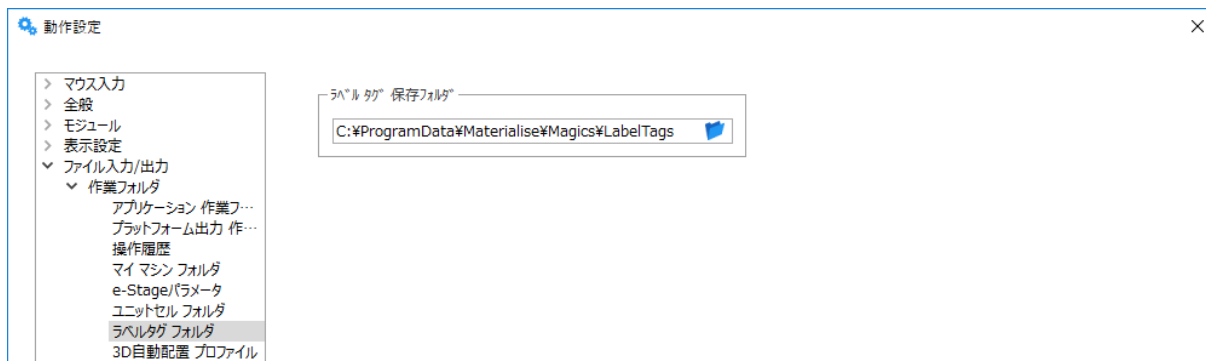 動作設定
マウス入力
全般
モジュール
表示設定
ファイル入力/出力
作業フォルダ
アプリケーション 作業フ…
プラットフォーム出力 作…
操作履歴
マイ マシン フォルダ
e-Stageパラメータ
ユニットセル フォルダ
ラベルタグ フォルダ
3D自動配置 プロファイル
ﾗﾍﾞﾙ ﾀｸﾞ 保存ﾌｫﾙﾀﾞ
C:¥ProgramData¥Materialise¥Magics¥LabelTags